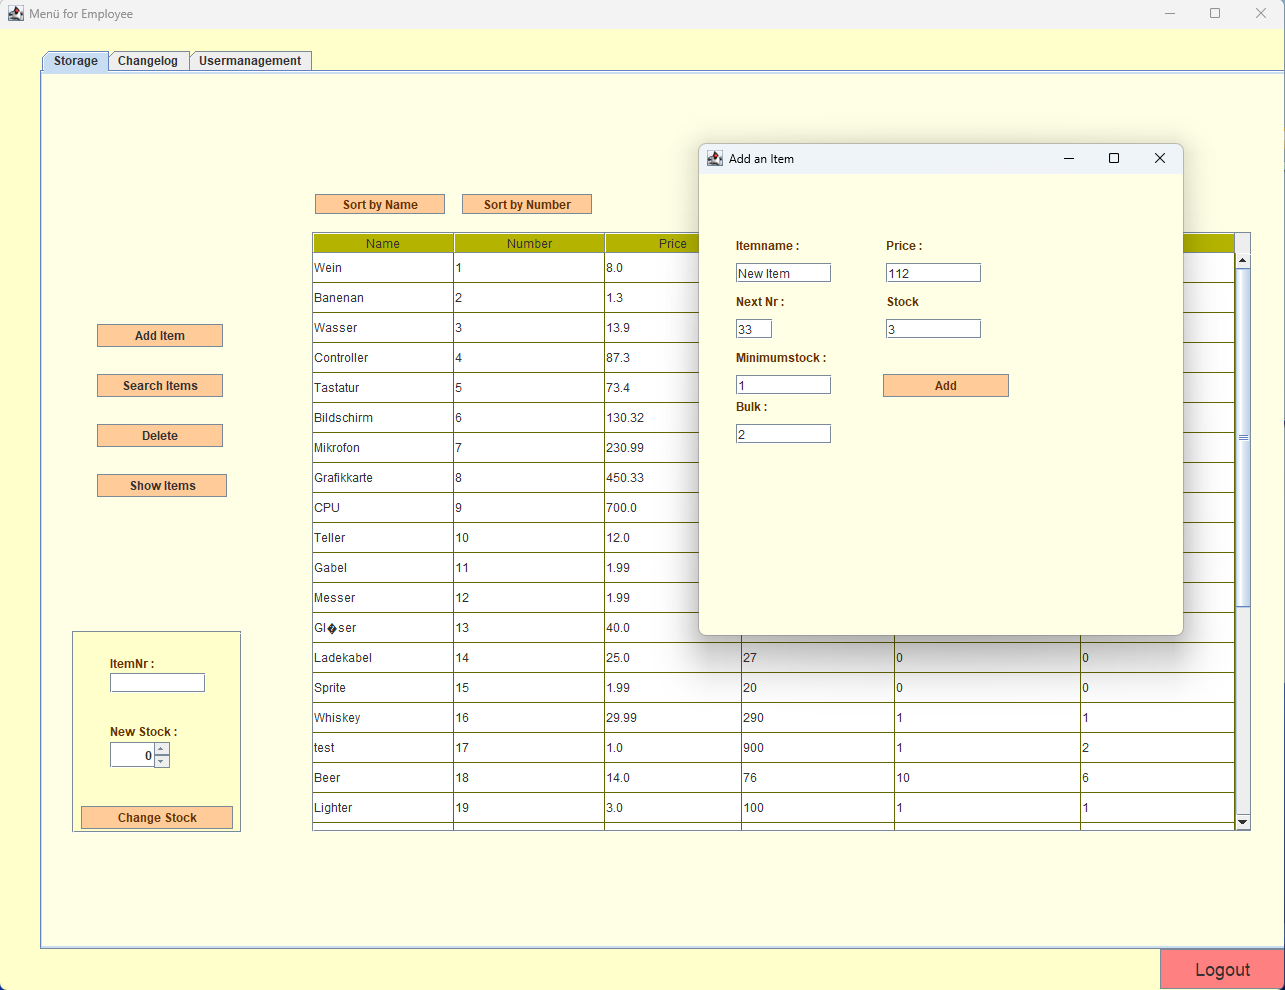 Menü for Employee
Storage Changelog Usermanagement
Sort by Name Sort by Number
Name Number Price
Wein 1 8.0
Banenan 2 1.3
Wasser 3 13.9
Controller 4 87.3
Tastatur 5 73.4
Bildschirm 6 130.32
Mikrofon 7 230.99
Grafikkarte 8 450.33
CPU 9 700.0
Teller 10 12.0
Gabel 11 1.99
Messer 12 1.99
Gl�ser 13 40.0
Ladekabel 14 25.0 27 0 0
Sprite 15 1.99 20 0 0
Whiskey 16 29.99 290 1 1
test 17 1.0 900 1 2
Beer 18 14.0 76 10 6
Lighter 19 3.0 100 1 1
Add Item
Search Items
Delete
Show Items
ItemNr :
New Stock :
0
Change Stock
Add an Item
Itemname : Price :
New Item 112
Next Nr : Stock
33 3
Minimumstock :
1 Add
Bulk :
2
Logout